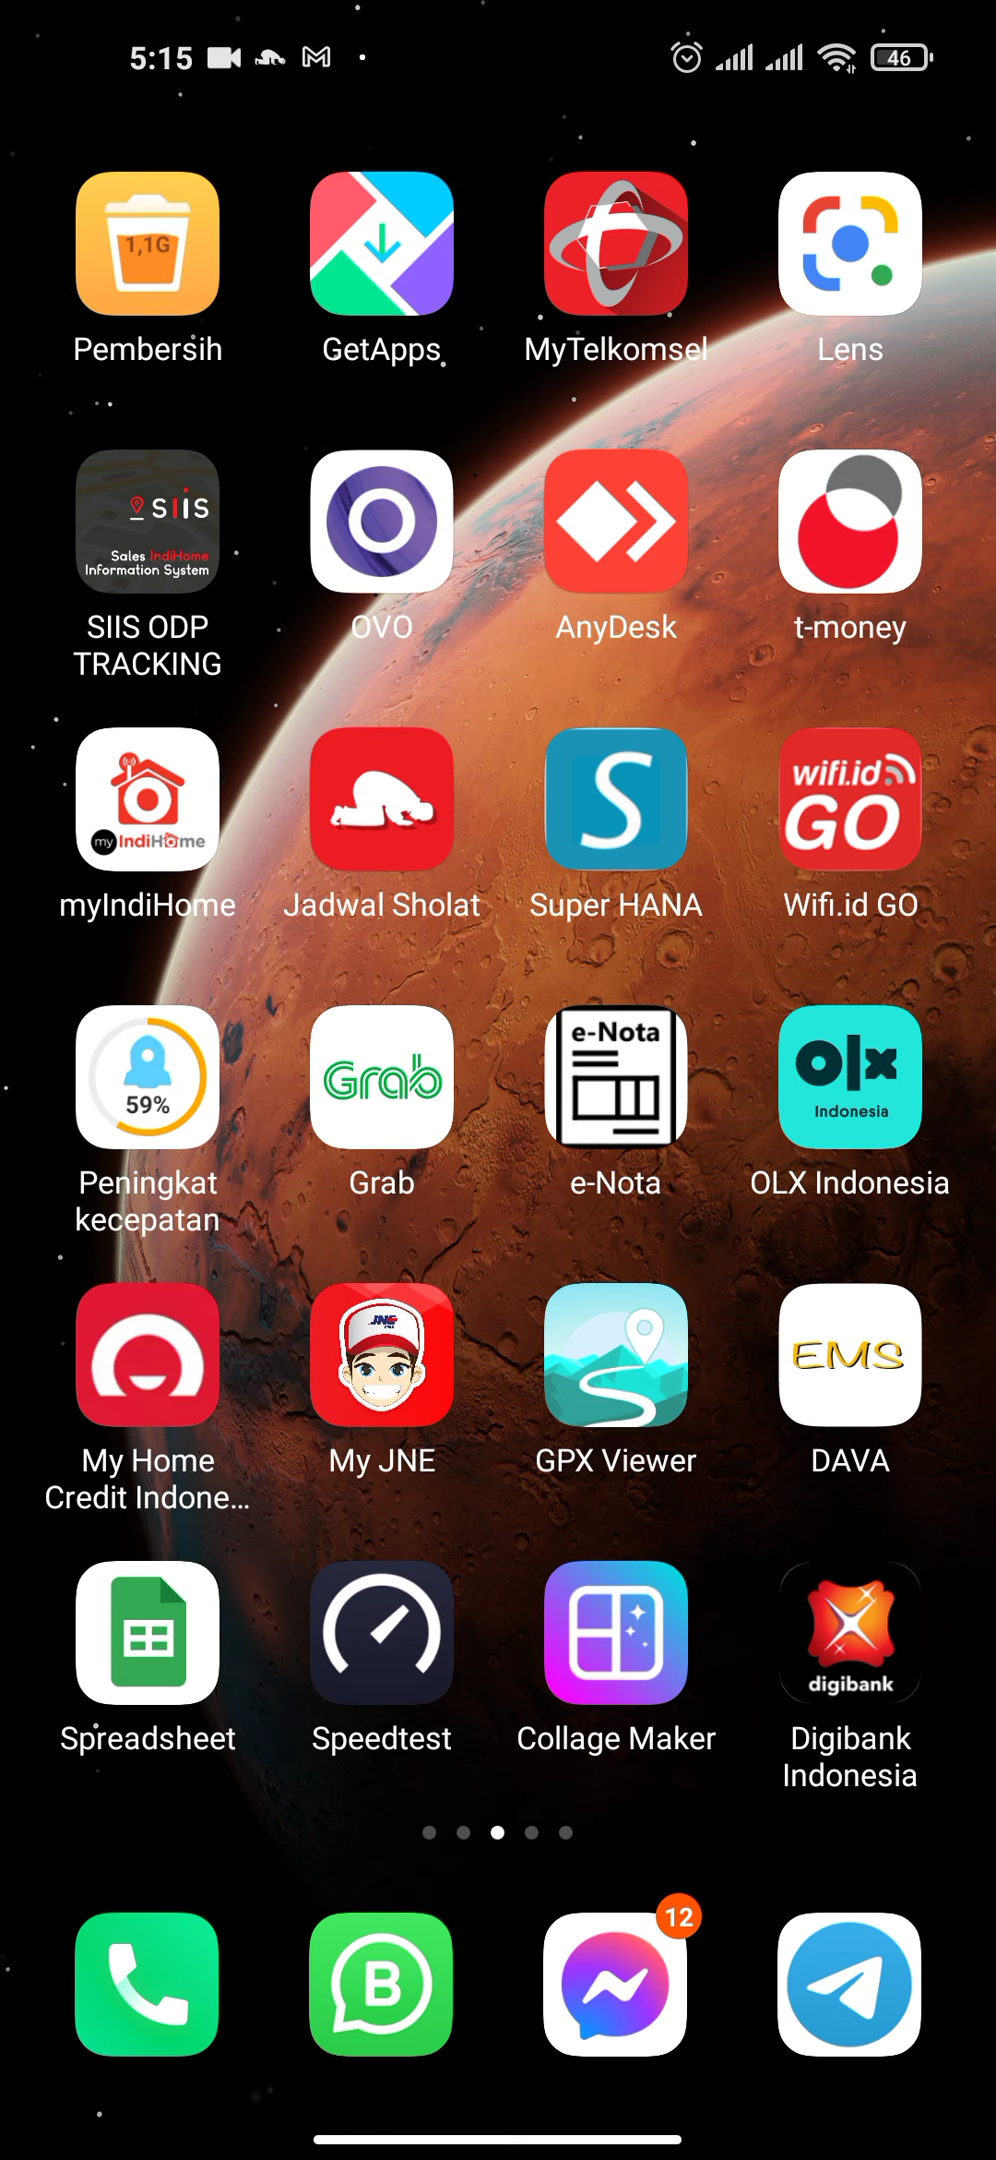 5:15
46
1,1G
Pembersih
GetApps
MyTelkomsel
Lens
SIIS
Sales IndiHome
Information System
SIIS ODP
TRACKING
OVO
AnyDesk
t-money
my IndiHome
myIndiHome
Jadwal Sholat
S
Super HANA
wifi.id
GO
Wifi.id GO
59%
Peningkat
kecepatan
Grab
Grab
e-Nota
e-Nota
olx
Indonesia
OLX Indonesia
My Home
Credit Indone...
JNE
My JNE
GPX Viewer
EMS
DAVA
Spreadsheet
Speedtest
Collage Maker
digibank
Digibank
Indonesia
B
12